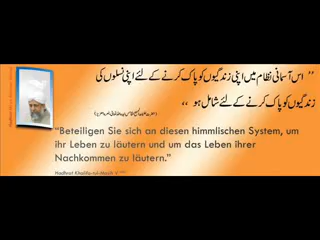 ” اس آسمانی نظام میں اپنی زندگیوں کو پاک کرنے کے لئے اپنی نسلوں کی
زندگیوں کو پاک کرنے کے لئے شامل ہو “
"Beteiligen Sie sich an diesen himmlischen System, um
ihr Leben zu läutern und um das Leben ihrer
Nachkommen zu läutern."
Hadhrat Khalifa-tul-Masih V